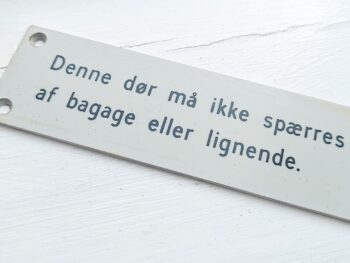 Denne dør må ikke spærres
af bagage eller lignende.